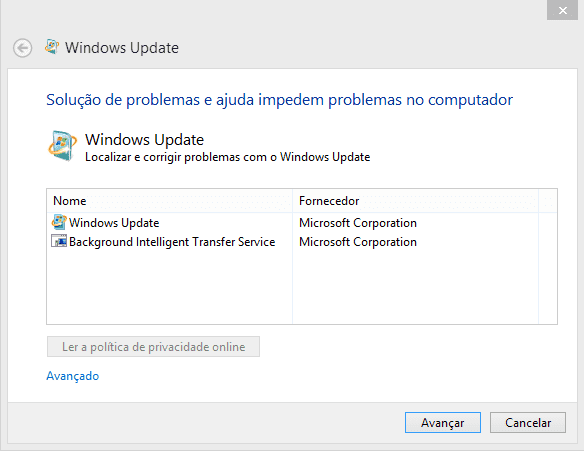 Windows Update
Solução de problemas e ajuda impedem problemas no computador
Windows Update
Localizar e corrigir problemas com o Windows Update
Nome Fornecedor
Windows Update Microsoft Corporation
Background Intelligent Transfer Service Microsoft Corporation
Ler a política de privacidade online
Avançado
Avançar Cancelar